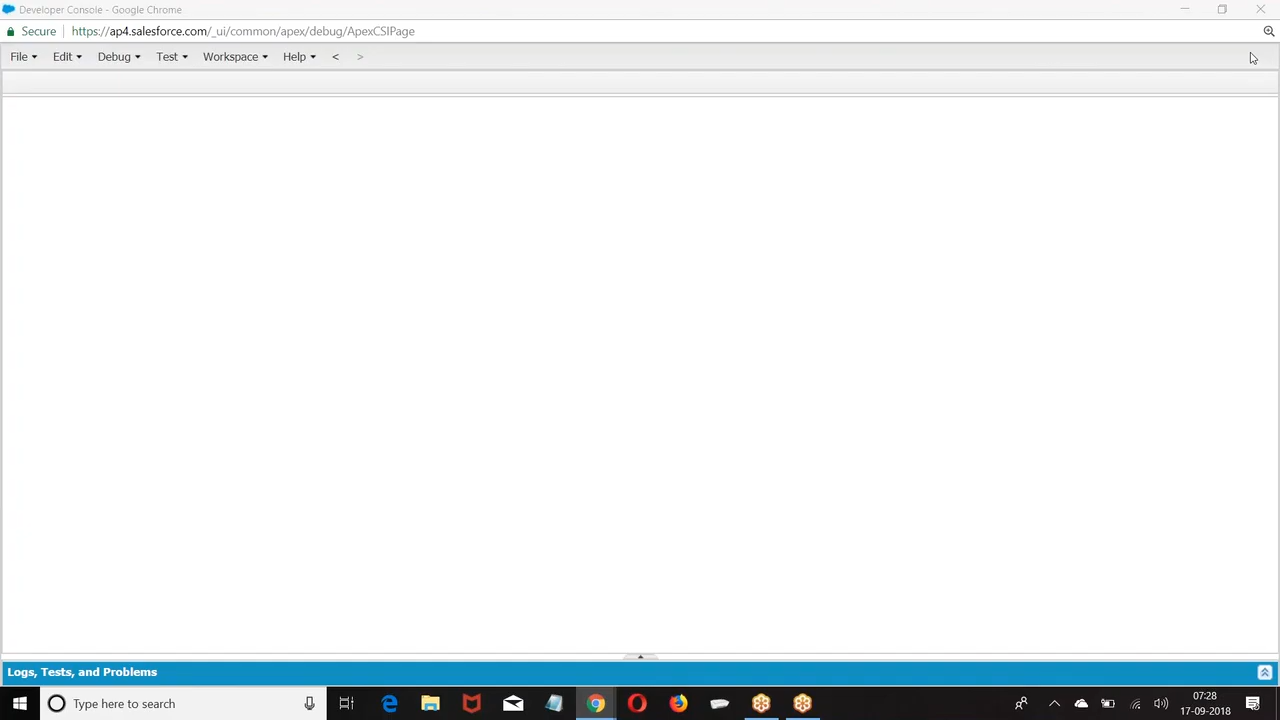 Developer Console - Google Chrome
Secure https://ap4.salesforce.com/_ui/common/apex/debug/ApexCSIPage
File Edit Debug Test Workspace Help < >
Logs, Tests, and Problems
Type here to search
07:28
17-09-2018